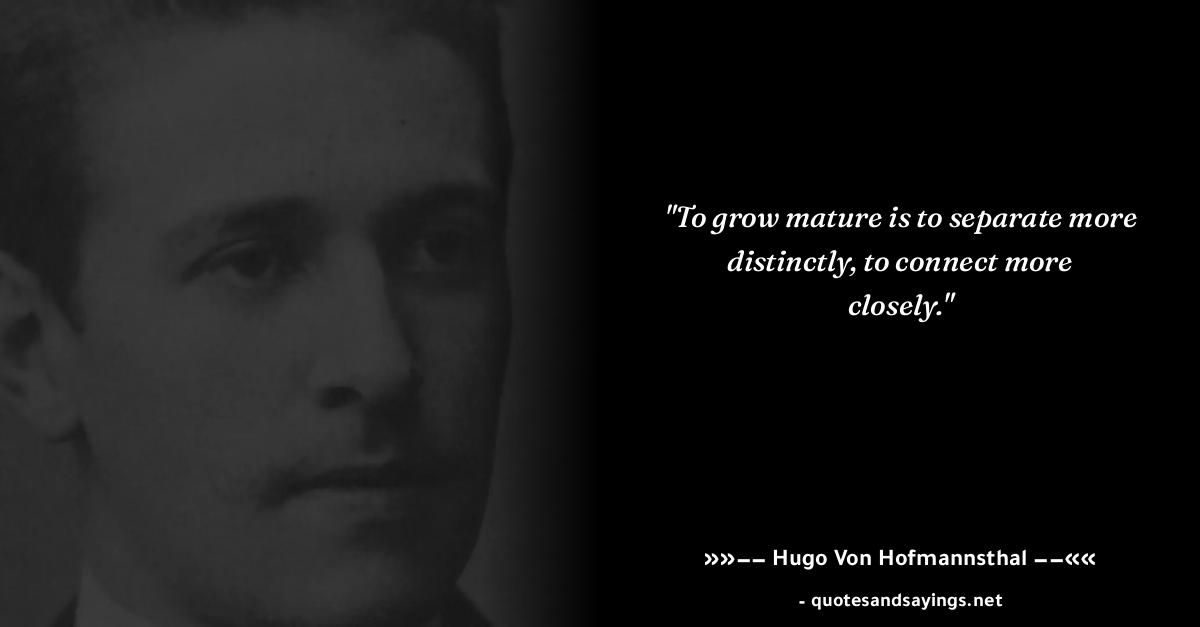 "To grow mature is to separate more
distinctly, to connect more
closely."
»»−− Hugo Von Hofmannsthal −−««
- quotesandsayings.net